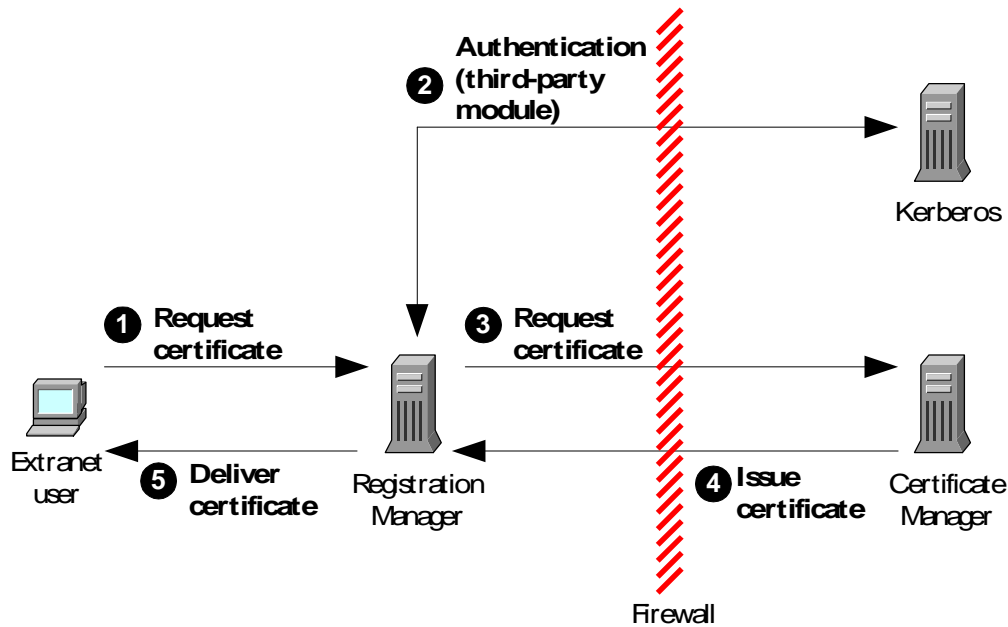 Authentication
2 (third-party
module)
Kerberos
1 Request
certificate
3 Request
certificate
Extranet
user
5 Deliver
certificate
Registration
Manager
4 Issue
certificate
Certificate
Manager
Firewall